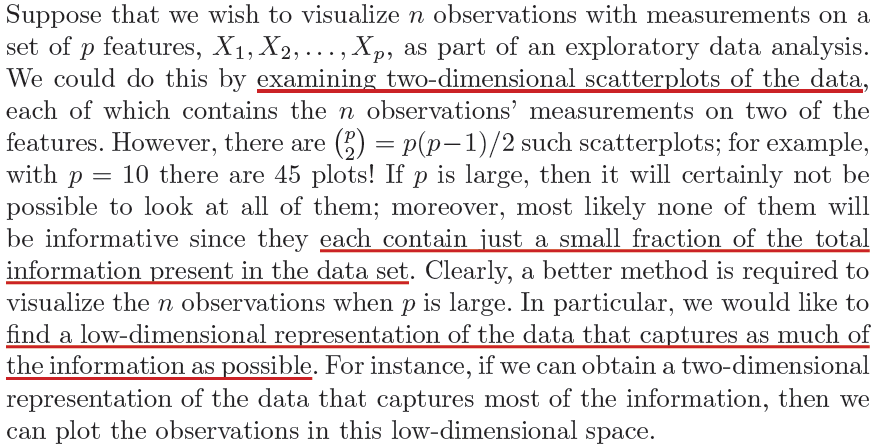 Suppose that we wish to visualize n observations with measurements on a
set of p features, X₁, X₂, . . . , Xₚ, as part of an exploratory data analysis.
We could do this by examining two-dimensional scatterplots of the data,
each of which contains the n observations’ measurements on two of the
features. However, there are (p 2) = p(p−1)/2 such scatterplots; for example,
with p = 10 there are 45 plots! If p is large, then it will certainly not be
possible to look at all of them; moreover, most likely none of them will
be informative since they each contain just a small fraction of the total
information present in the data set. Clearly, a better method is required to
visualize the n observations when p is large. In particular, we would like to
find a low-dimensional representation of the data that captures as much of
the information as possible. For instance, if we can obtain a two-dimensional
representation of the data that captures most of the information, then we
can plot the observations in this low-dimensional space.